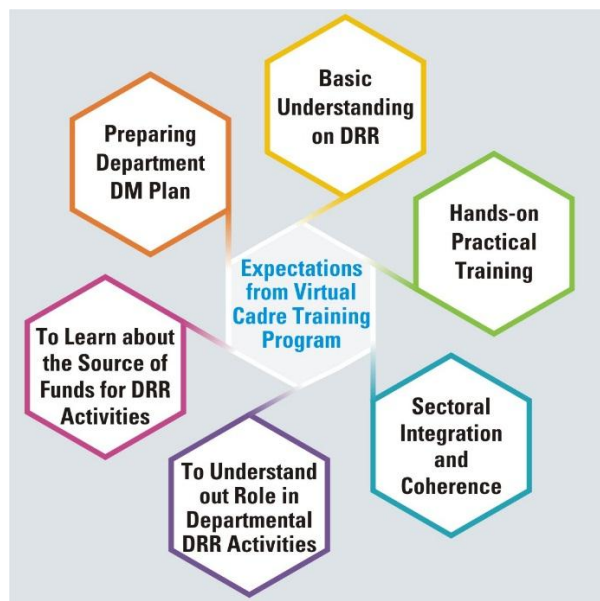 Basic
Understanding
on DRR
Preparing
Department
DM Plan
Hands-on
Practical
Training
Expectations
from Virtual
Cadre Training
Program
To Learn about
the Source of
Funds for DRR
Activities
Sectoral
Integration
and
Coherence
To Understand
out Role in
Departmental
DRR Activities